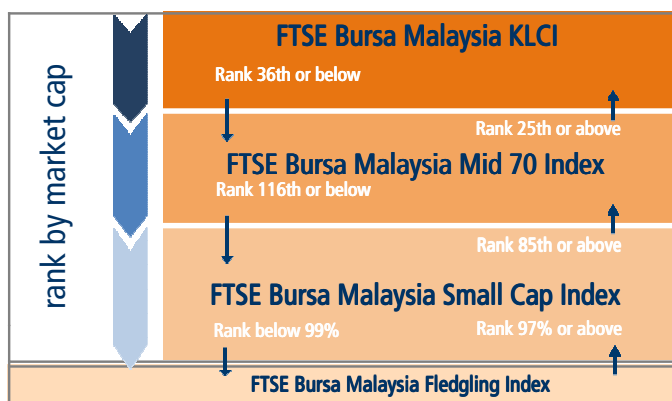 rank by market cap
FTSE Bursa Malaysia KLCI
Rank 36th or below
Rank 25th or above
FTSE Bursa Malaysia Mid 70 Index
Rank 116th or below
Rank 85th or above
FTSE Bursa Malaysia Small Cap Index
Rank below 99%
Rank 97% or above
FTSE Bursa Malaysia Fledgling Index